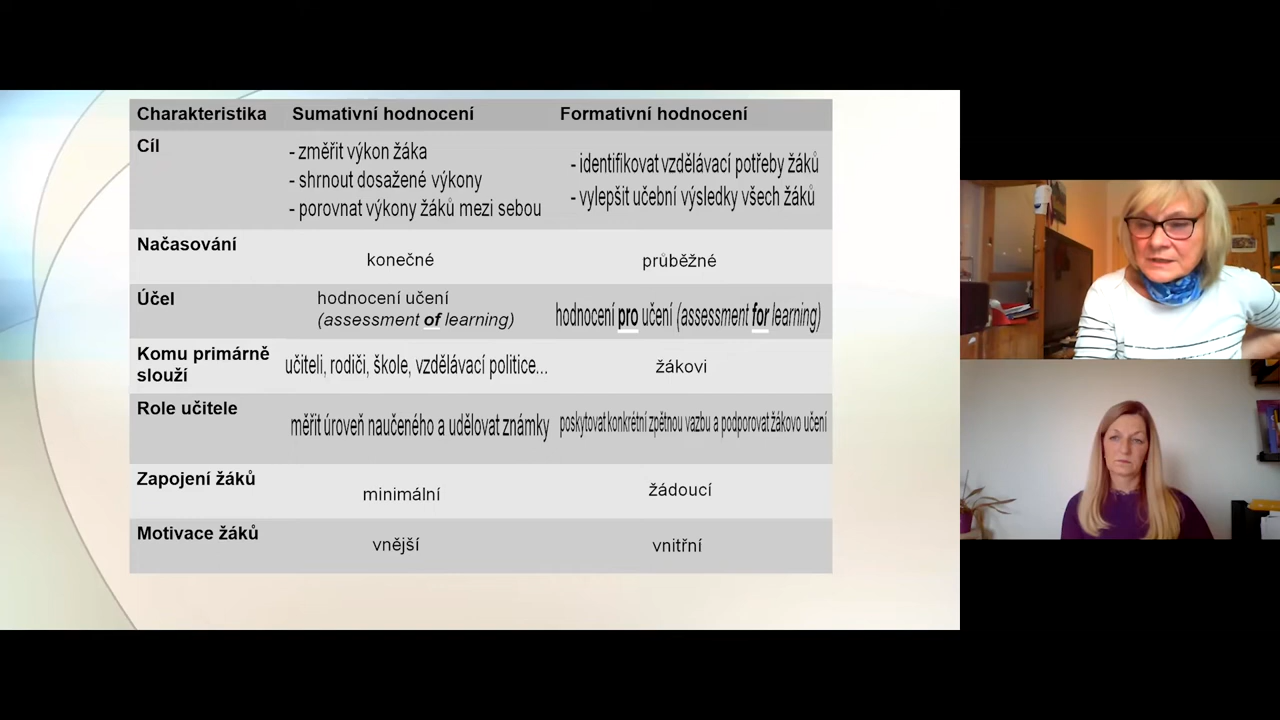 Charakteristika Sumativní hodnocení Formativní hodnocení
Cíl
- změřit výkon žáka
- shrnout dosažené výkony
- porovnat výkony žáků mezi sebou
- identifikovat vzdělávací potřeby žáků
- vylepšit učební výsledky všech žáků
Načasování
konečné
průběžné
Účel
hodnocení učení
(assessment of learning)
hodnocení pro učení (assessment for learning)
Komu primárně
slouží
učiteli, rodiči, škole, vzdělávací politice...
žákovi
Role učitele
měřit úroveň naučeného a udělovat známky
poskytovat konkrétní zpětnou vazbu a podporovat žákovo učení
Zapojení žáků
minimální
žádoucí
Motivace žáků
vnější
vnitřní